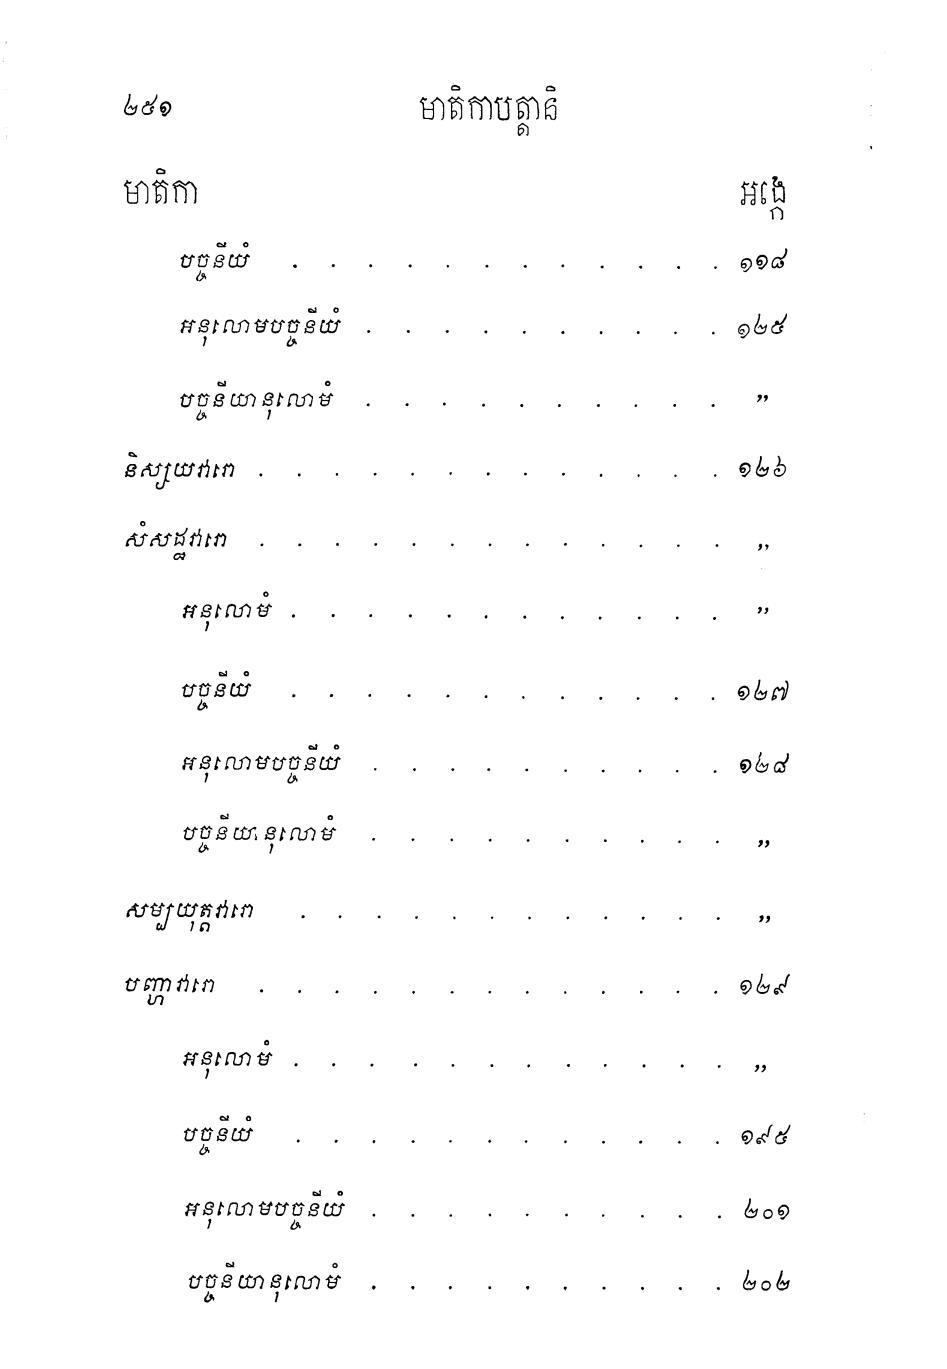 ២៥១ មាតិកាបត្តានិ
មាតិកា អង្កេ
បច្ចនីយំ . . . . . . . . . . . . ១១៨
អនុលោមបច្ចនីយំ . . . . . . . . . . ១២៥
បច្ចនីយានុលោមំ . . . . . . . . . . ”
និស្សយវារោ . . . . . . . . . . . . . ១២៦
សំសដ្ឋវារោ . . . . . . . . . . . . . ”
អនុលោមំ . . . . . . . . . . . . ”
បច្ចនីយំ . . . . . . . . . . . . ១២៧
អនុលោមបច្ចនីយំ . . . . . . . . . . ១២៨
បច្ចនីយានុលោមំ . . . . . . . . . . ”
សម្បយុត្តវារោ . . . . . . . . . . . . ”
បញ្ហាវារោ . . . . . . . . . . . . . ១២៩
អនុលោមំ . . . . . . . . . . . . ”
បច្ចនីយំ . . . . . . . . . . . . ១៩៥
អនុលោមបច្ចនីយំ . . . . . . . . . . ២០១
បច្ចនីយានុលោមំ . . . . . . . . . . ២០២